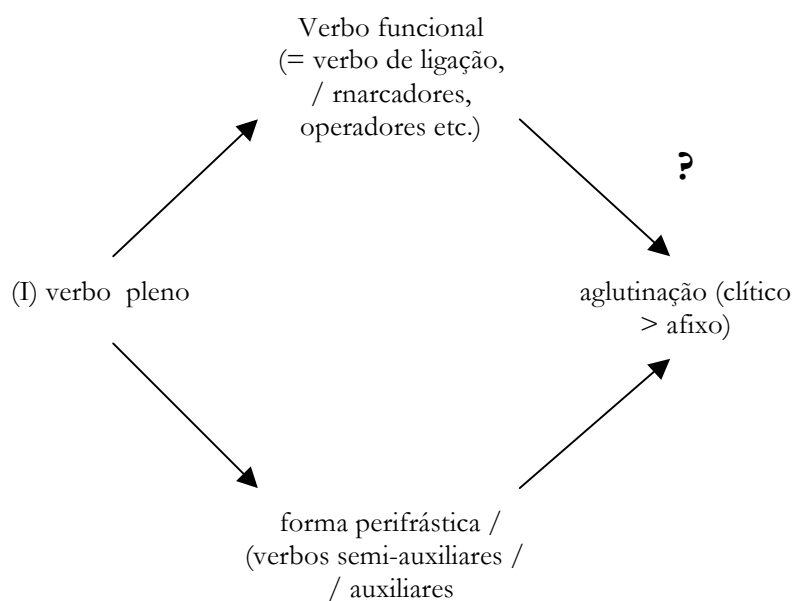 Verbo funcional
(= verbo de ligação,
/ rnarcadores,
operadores etc.)
?
(I) verbo pleno
aglutinação (clítico
> afixo)
forma perifrástica /
(verbos semi-auxiliares /
/ auxiliares